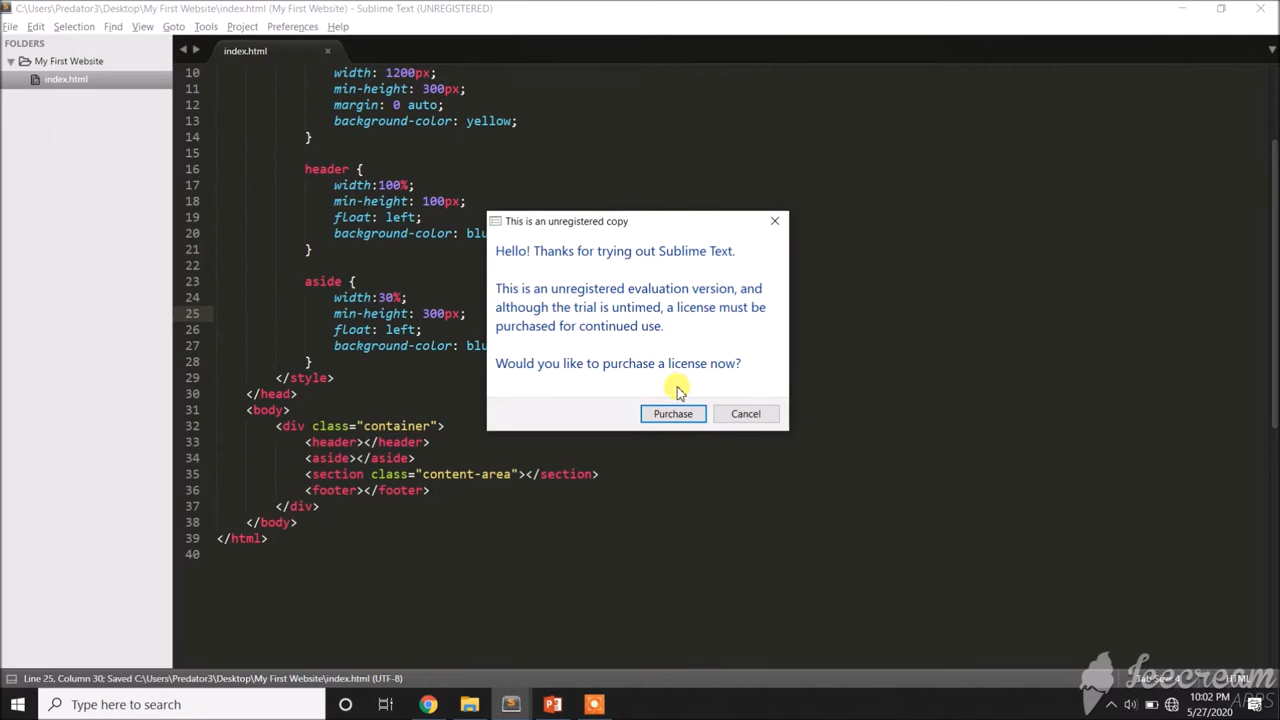 C:\Users\Predator3\Desktop\My First Website\index.html (My First Website) - Sublime Text (UNREGISTERED)
File Edit Selection Find View Goto Tools Project Preferences Help
FOLDERS
My First Website
index.html
index.html
10 width: 1200px;
11 min-height: 300px;
12 margin: 0 auto;
13 background-color: yellow;
14 }
15
16 header {
17 width:100%;
18 min-height: 100px;
19 float: left;
20 background-color: blu
21 }
22
23 aside {
24 width:30%;
25 min-height: 300px;
26 float: left;
27 background-color: blu
28 }
29 </style>
30 </head>
31 <body>
32 <div class="container">
33 <header></header>
34 <aside></aside>
35 <section class="content-area"></section>
36 <footer></footer>
37 </div>
38 </body>
39 </html>
40
This is an unregistered copy
Hello! Thanks for trying out Sublime Text.
This is an unregistered evaluation version, and
although the trial is untimed, a license must be
purchased for continued use.
Would you like to purchase a license now?
Purchase Cancel
Line 25, Column 30; Saved C:\Users\Predator3\Desktop\My First Website\index.html (UTF-8)
Tab Size: 4 HTML
Icecream
APPS
Type here to search
10:02 PM
5/27/2020